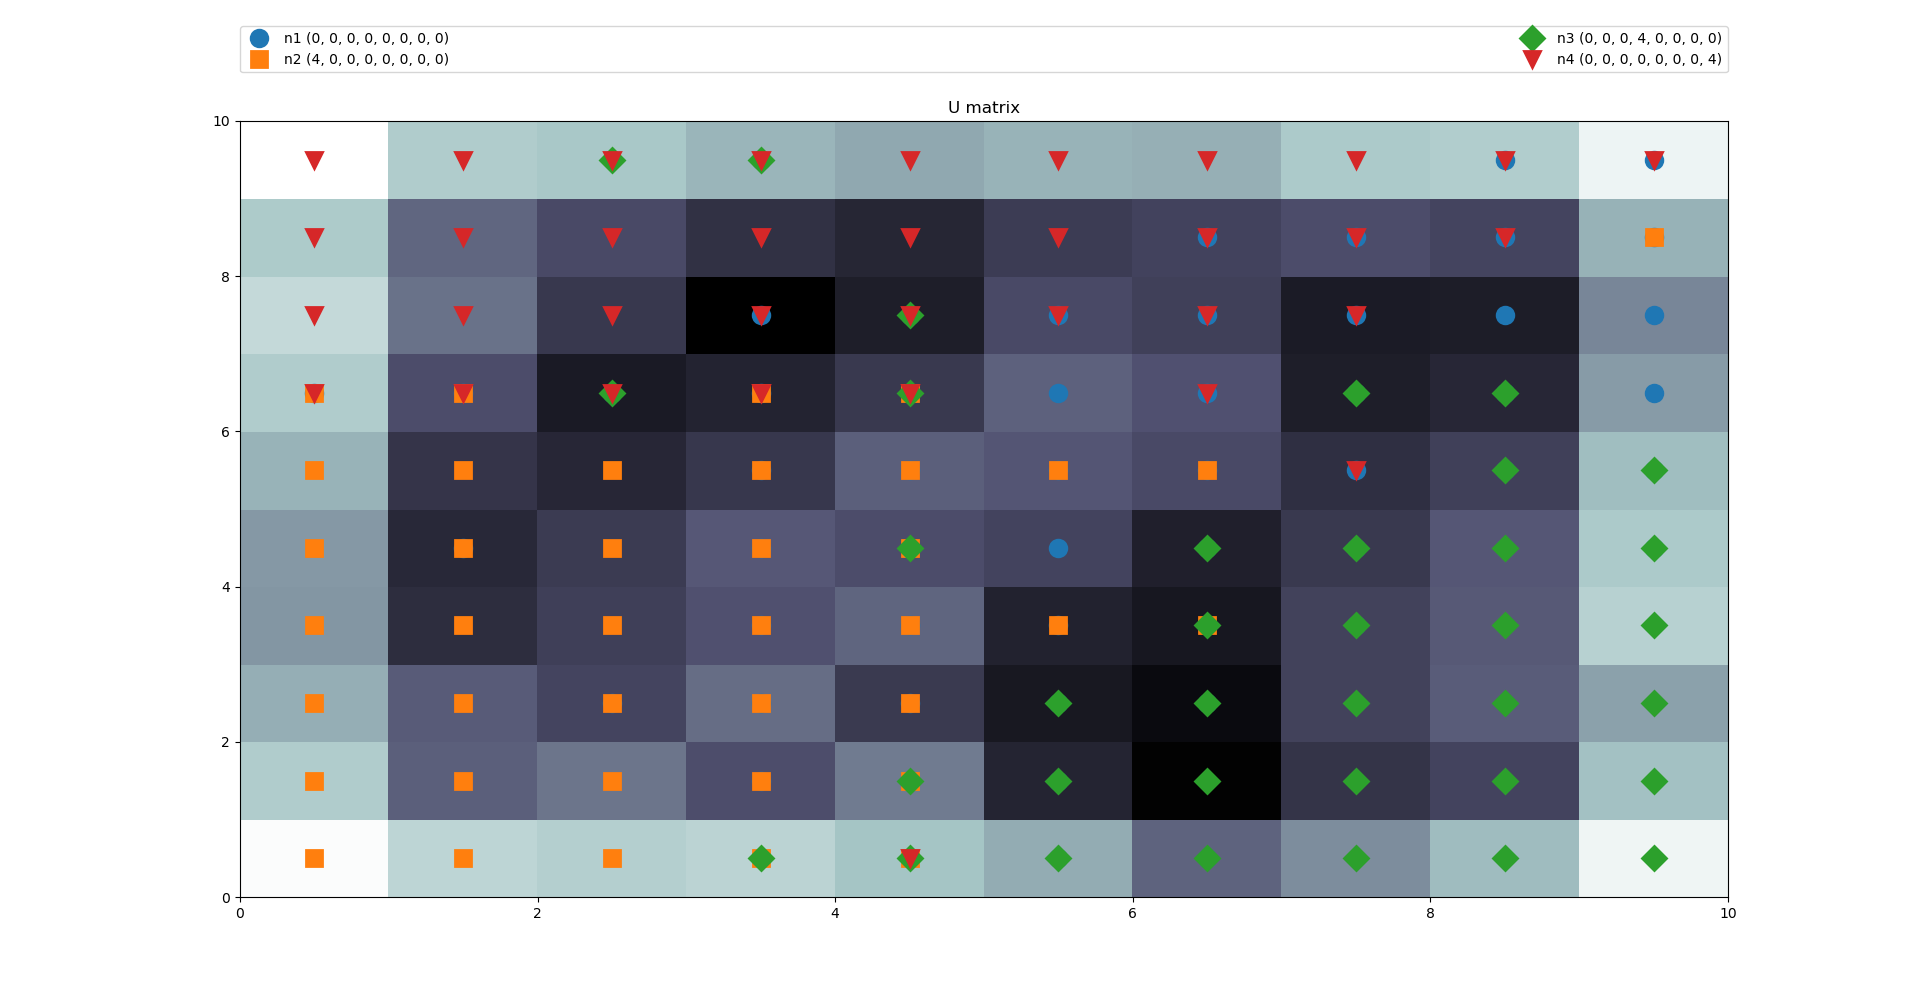 n1 (0, 0, 0, 0, 0, 0, 0, 0)
n2 (4, 0, 0, 0, 0, 0, 0, 0)
n3 (0, 0, 0, 4, 0, 0, 0, 0)
n4 (0, 0, 0, 0, 0, 0, 0, 4)
U matrix
10
8
6
4
2
0
0 2 4 6 8 10